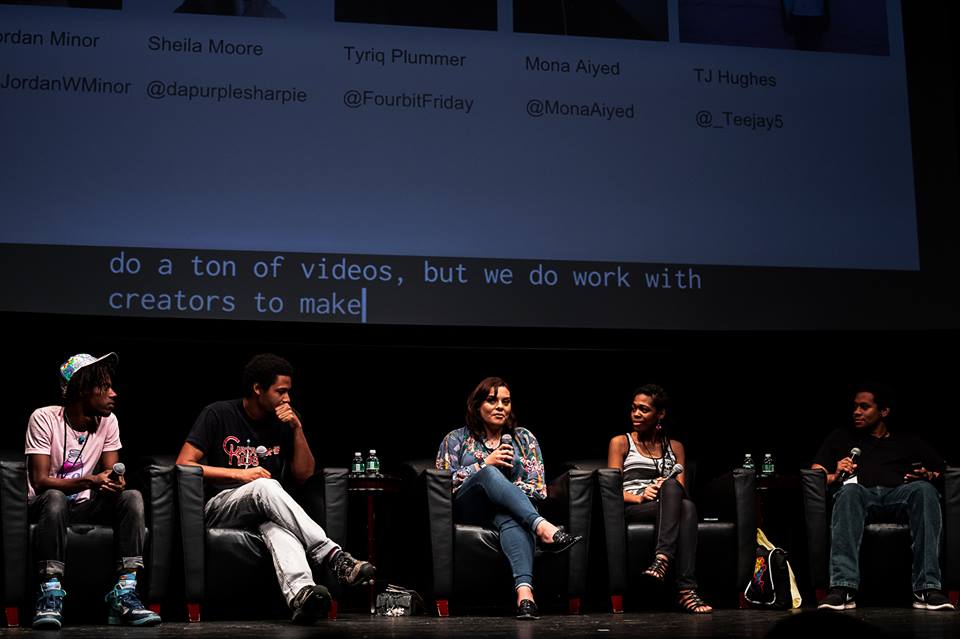 ordan Minor
Sheila Moore
Tyriq Plummer
Mona Aiyed
TJ Hughes
JordanWMinor
@dapurplesharpie
@FourbitFriday
@MonaAiyed
@_Teejay5
do a ton of videos, but we do work with
creators to make